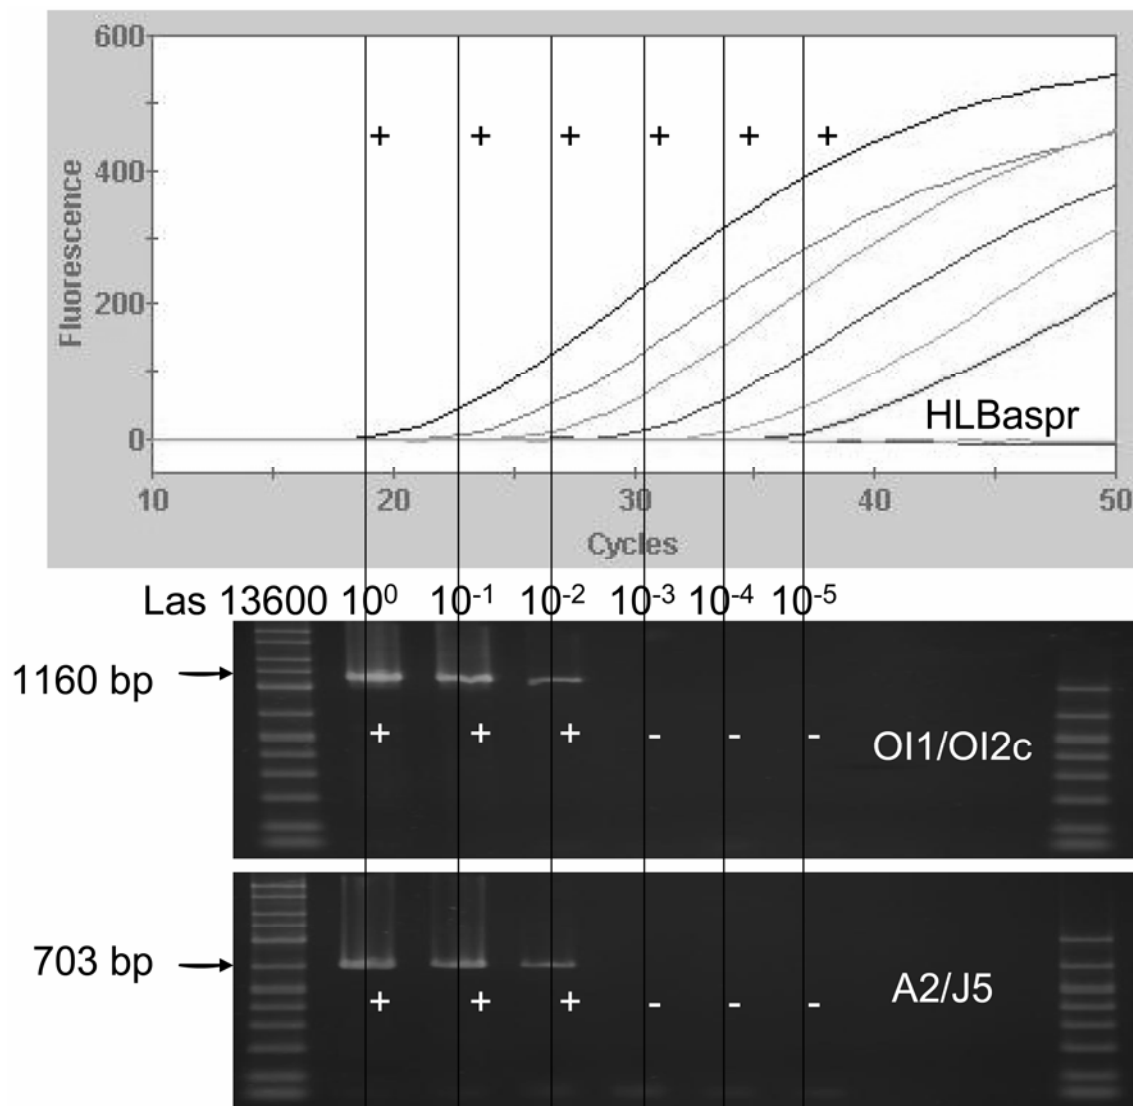 600
+ + + + + +
400
Fluorescence
200
HLBaspr
0
10 20 30 40 50
Cycles
Las 13600 10⁰ 10⁻¹ 10⁻² 10⁻³ 10⁻⁴ 10⁻⁵
1160 bp
+ + + - - -
OI1/OI2c
703 bp
A2/J5
+ + + - - -